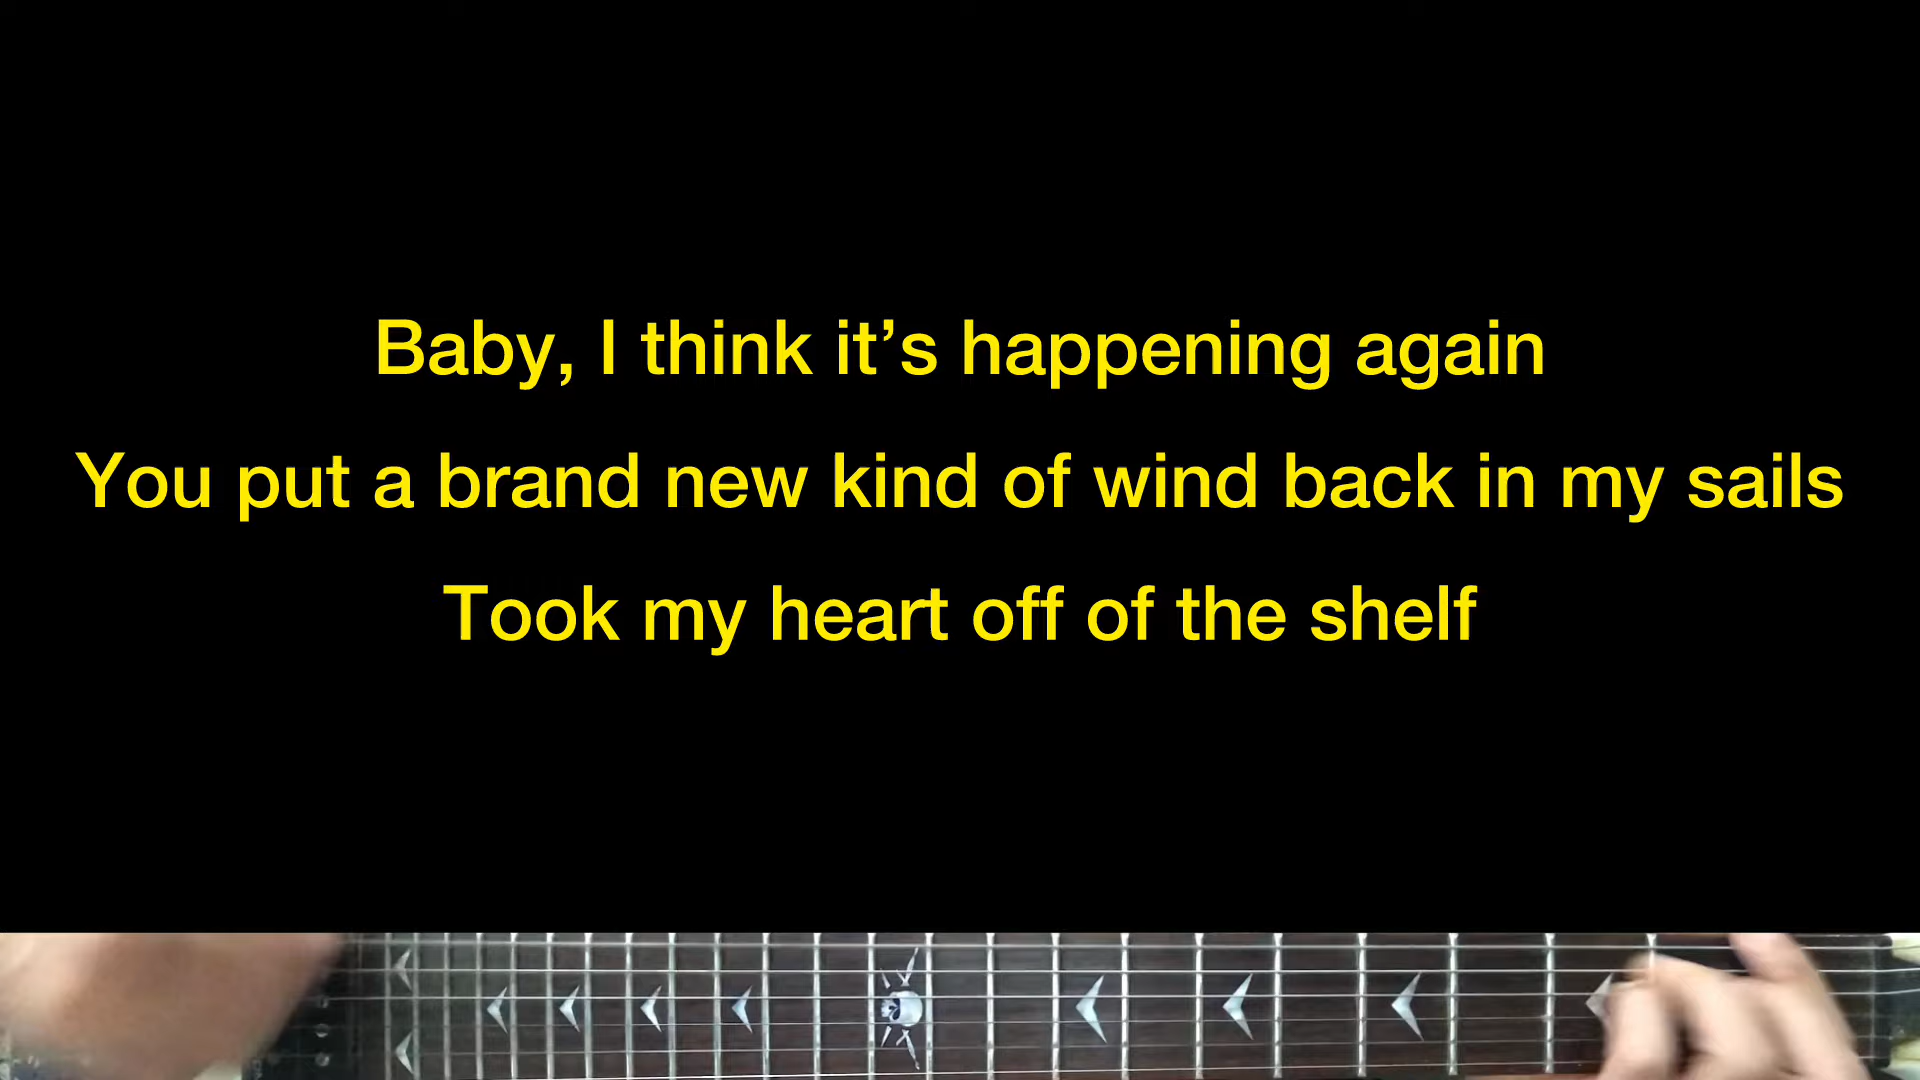 Baby, I think it’s happening again
You put a brand new kind of wind back in my sails
Took my heart off of the shelf